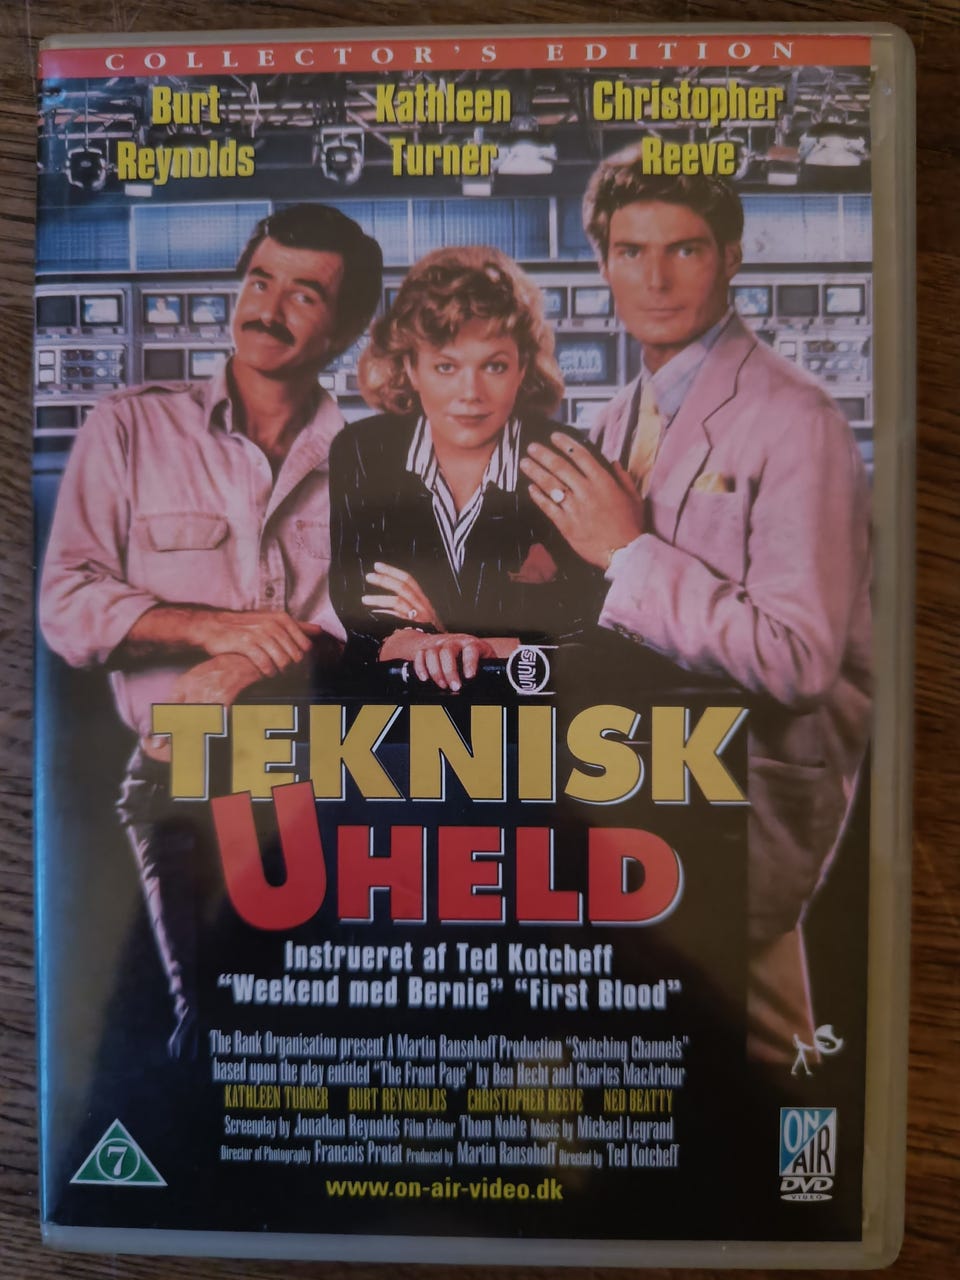 COLLECTOR'S EDITION
Burt Reynolds
Kathleen Turner
Christopher Reeve
TEKNISK
UHELD
Instrueret af Ted Kotcheff
“Weekend med Bernie” “First Blood”
The Rank Organisation present A Martin Ransohoff Production “Switching Channels”
based upon the play entitled “The Front Page” by Ben Hecht and Charles MacArthur
KATHLEEN TURNER BURT REYNEOLDS CHRISTOPHER REEVE NED BEATTY
Screenplay by Jonathan Reynolds Film Editor Thom Noble Music by Michael Legrand
Director of Photography Francois Protat Produced by Martin Ransohoff Directed by Ted Kotcheff
www.on-air-video.dk
7
ON
AIR
DVD
VIDEO